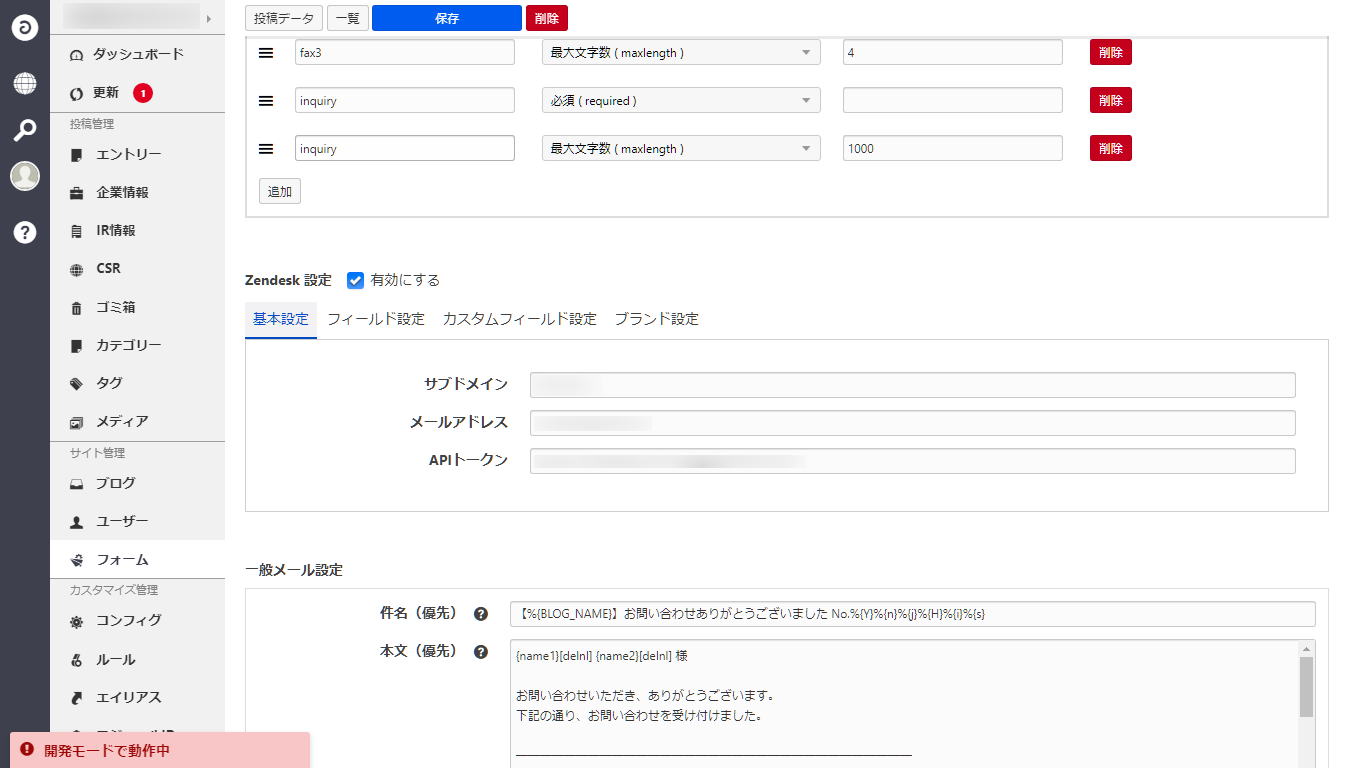 投稿データ 一覧 保存 削除
ダッシュボード
更新 1
投稿管理
エントリー
企業情報
IR情報
CSR
ゴミ箱
カテゴリー
タグ
メディア
サイト管理
ブログ
ユーザー
フォーム
カスタマイズ管理
コンフィグ
ルール
エイリアス
開発モードで動作中
fax3 最大文字数 ( maxlength ) 4 削除
inquiry 必須 ( required ) 削除
inquiry 最大文字数 ( maxlength ) 1000 削除
追加
Zendesk 設定 有効にする
基本設定 フィールド設定 カスタムフィールド設定 ブランド設定
サブドメイン
メールアドレス
APIトークン
一般メール設定
件名（優先） ? 【%{BLOG_NAME}】お問い合わせありがとうございました No.%{Y}%{n}%{j}%{H}%{i}%{s}
本文（優先） ?
{name1}[delnl] {name2}[delnl] 様
お問い合わせいただき、ありがとうございます。
下記の通り、お問い合わせを受け付けました。